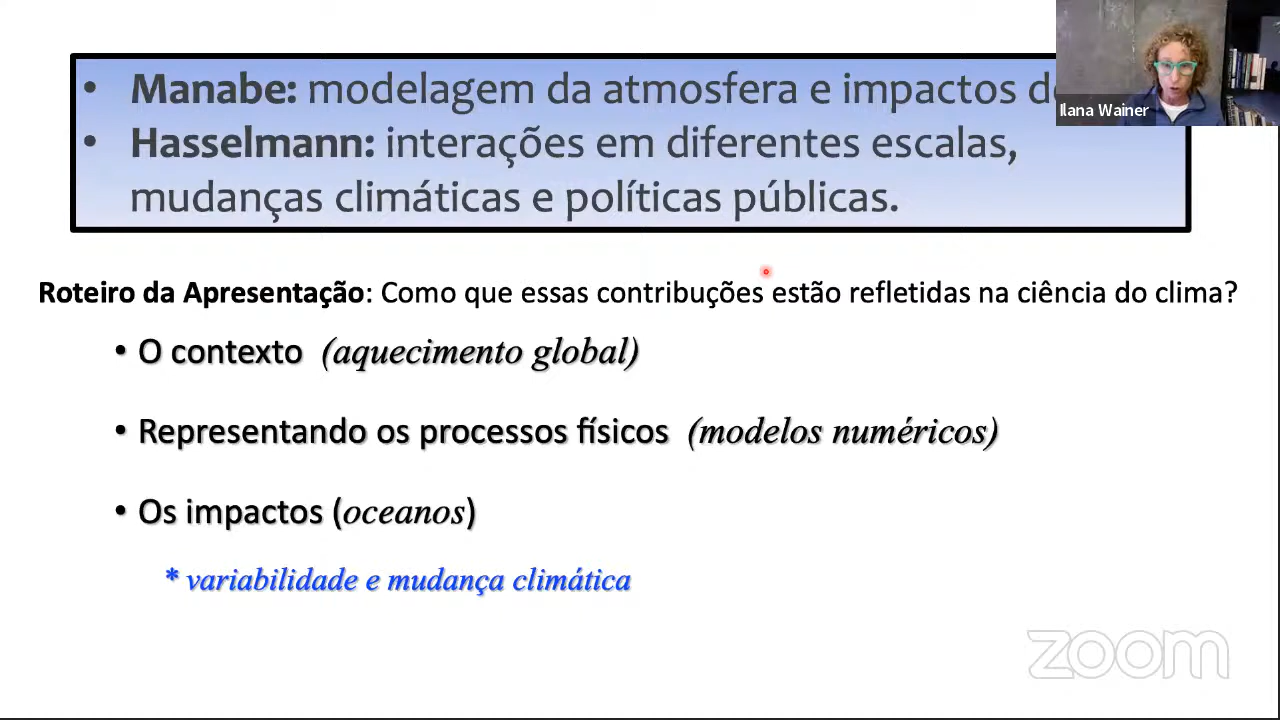 • Manabe: modelagem da atmosfera e impactos
Ilana Wainer
• Hasselmann: interações em diferentes escalas,
mudanças climáticas e políticas públicas.
Roteiro da Apresentação: Como que essas contribuções estão refletidas na ciência do clima?
• O contexto (aquecimento global)
• Representando os processos físicos (modelos numéricos)
• Os impactos (oceanos)
* variabilidade e mudança climática
zoom